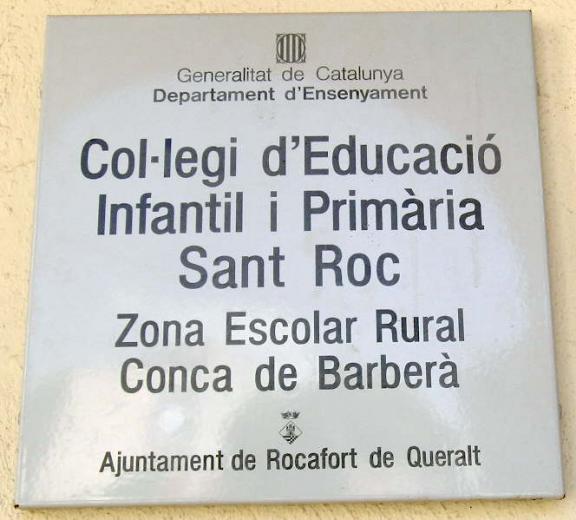 Generalitat de Catalunya
Departament d'Ensenyament
Col·legi d'Educació
Infantil i Primària
Sant Roc
Zona Escolar Rural
Conca de Barberà
Ajuntament de Rocafort de Queralt